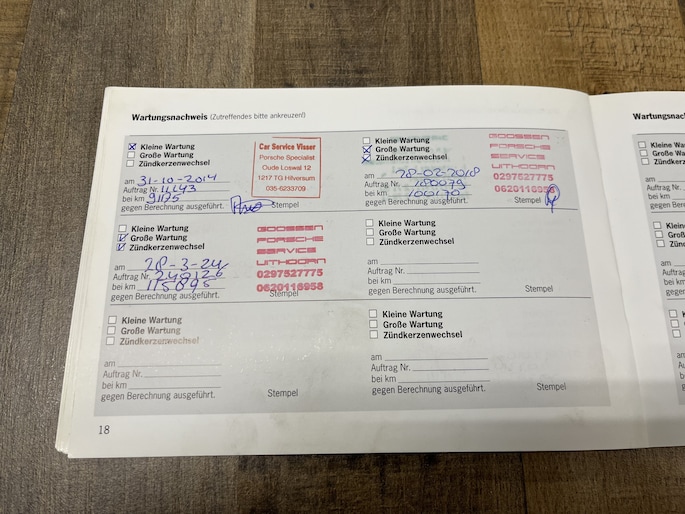 Wartungsnachweis (Zutreffendes bitte ankreuzen!)
Kleine Wartung
Große Wartung
Zündkerzenwechsel
am 31-10-2014
Auftrag Nr. 11443
bei km 91125
gegen Berechnung ausgeführt.
Stempel
Car Service Visser
Porsche Specialist
Oude Loswal 12
1217 TG Hilversum
035-6233709
Kleine Wartung
Große Wartung
Zündkerzenwechsel
am 28-02-2018
Auftrag Nr. 180079
bei km 100170
gegen Berechnung ausgeführt.
Stempel
GOOSSEN
PORSCHE
SERVICE
UITHOORN
0297527775
0620116958
Kleine Wartung
Große Wartung
Zündkerzenwechsel
am 28-3-24
Auftrag Nr. 240126
bei km 115895
gegen Berechnung ausgeführt.
Stempel
GOOSSEN
PORSCHE
SERVICE
UITHOORN
0297527775
0620116958
Kleine Wartung
Große Wartung
Zündkerzenwechsel
am
Auftrag Nr.
bei km
gegen Berechnung ausgeführt.
Stempel
Kleine Wartung
Große Wartung
Zündkerzenwechsel
am
Auftrag Nr.
bei km
gegen Berechnung ausgeführt.
Stempel
Kleine Wartung
Große Wartung
Zündkerzenwechsel
am
Auftrag Nr.
bei km
gegen Berechnung ausgeführt.
Stempel
18